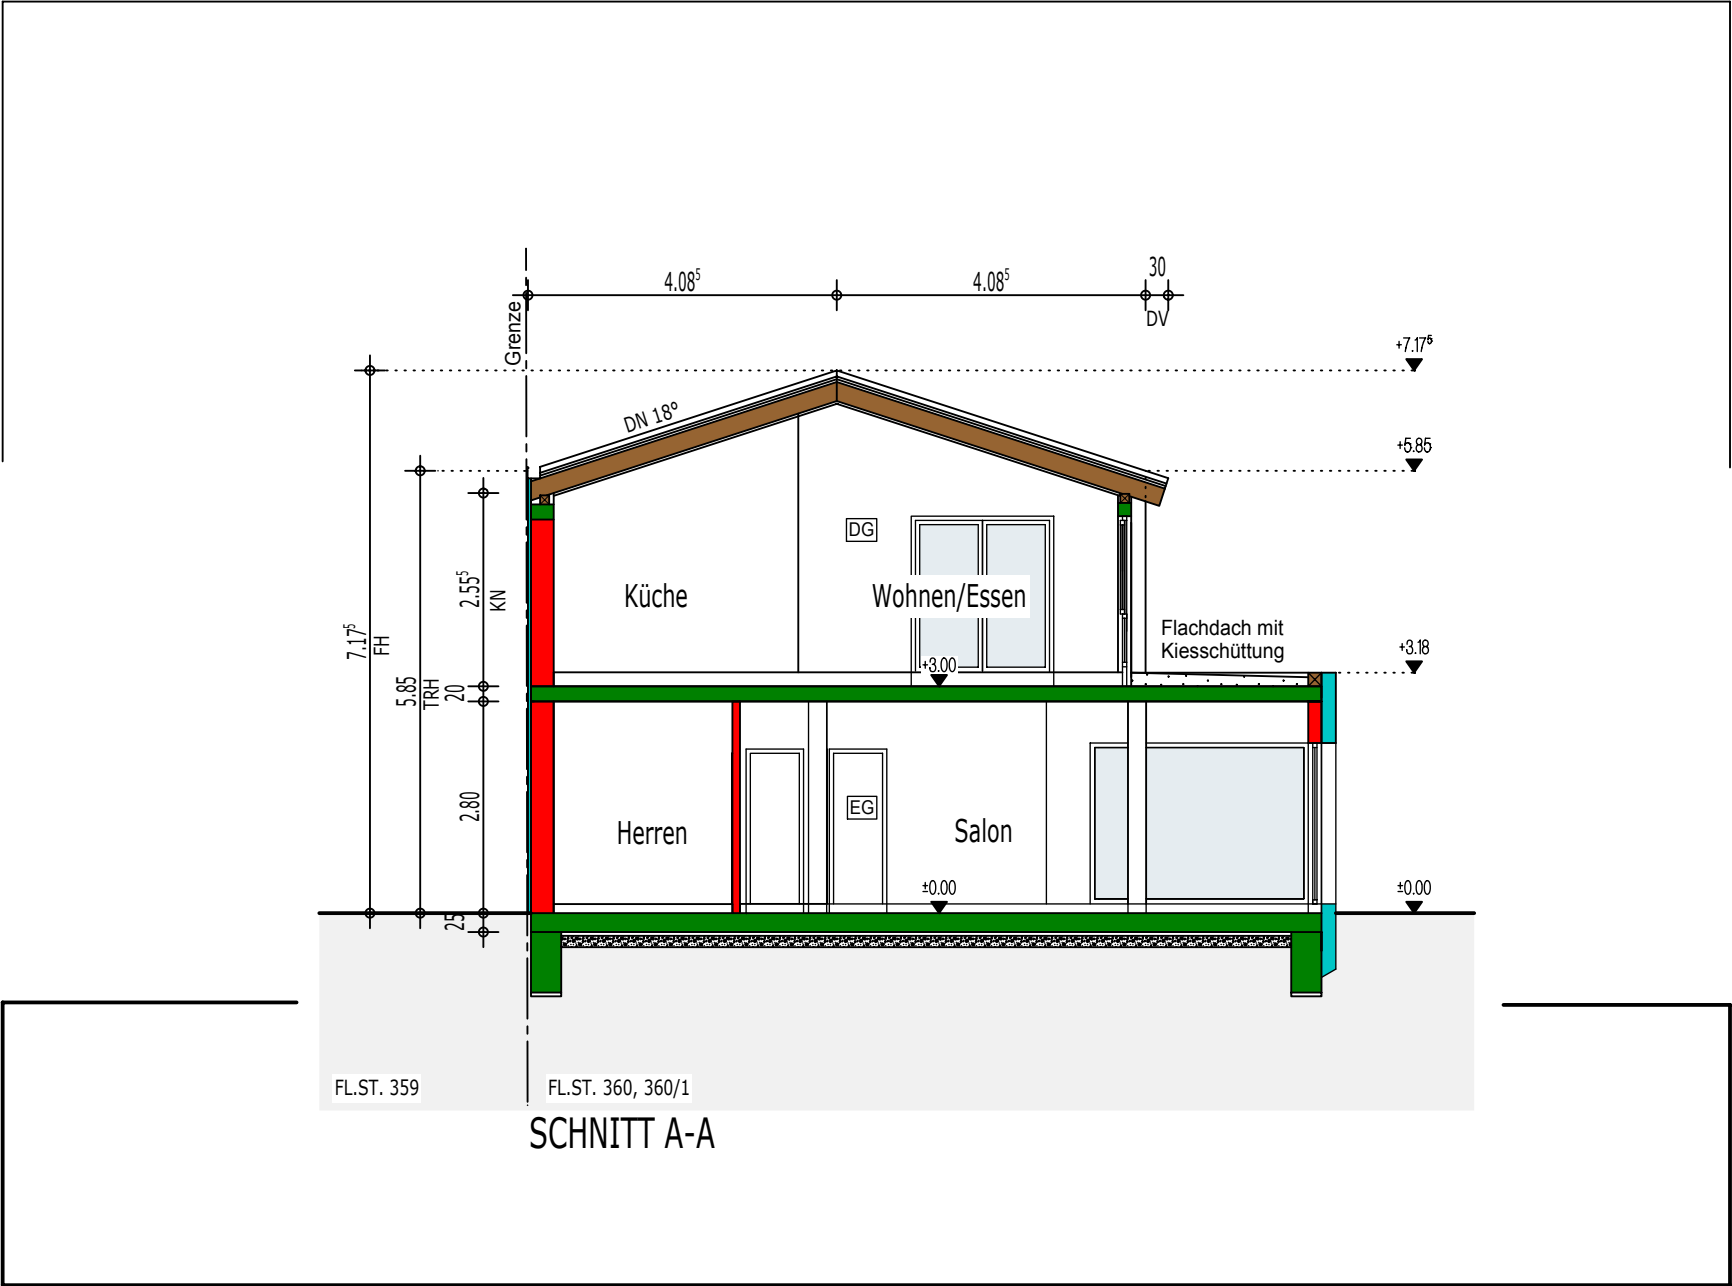 4.08⁵
4.08⁵
30
DV
Grenze
+7.17⁵
DN 18°
+5.85
DG
2.55⁵
KN
Küche
Wohnen/Essen
7.17⁵
FH
Flachdach mit
Kiesschüttung
+3.18
+3.00
5.85
TRH
20
2.80
EG
Herren
Salon
±0.00
±0.00
25
FL.ST. 359
FL.ST. 360, 360/1
SCHNITT A-A